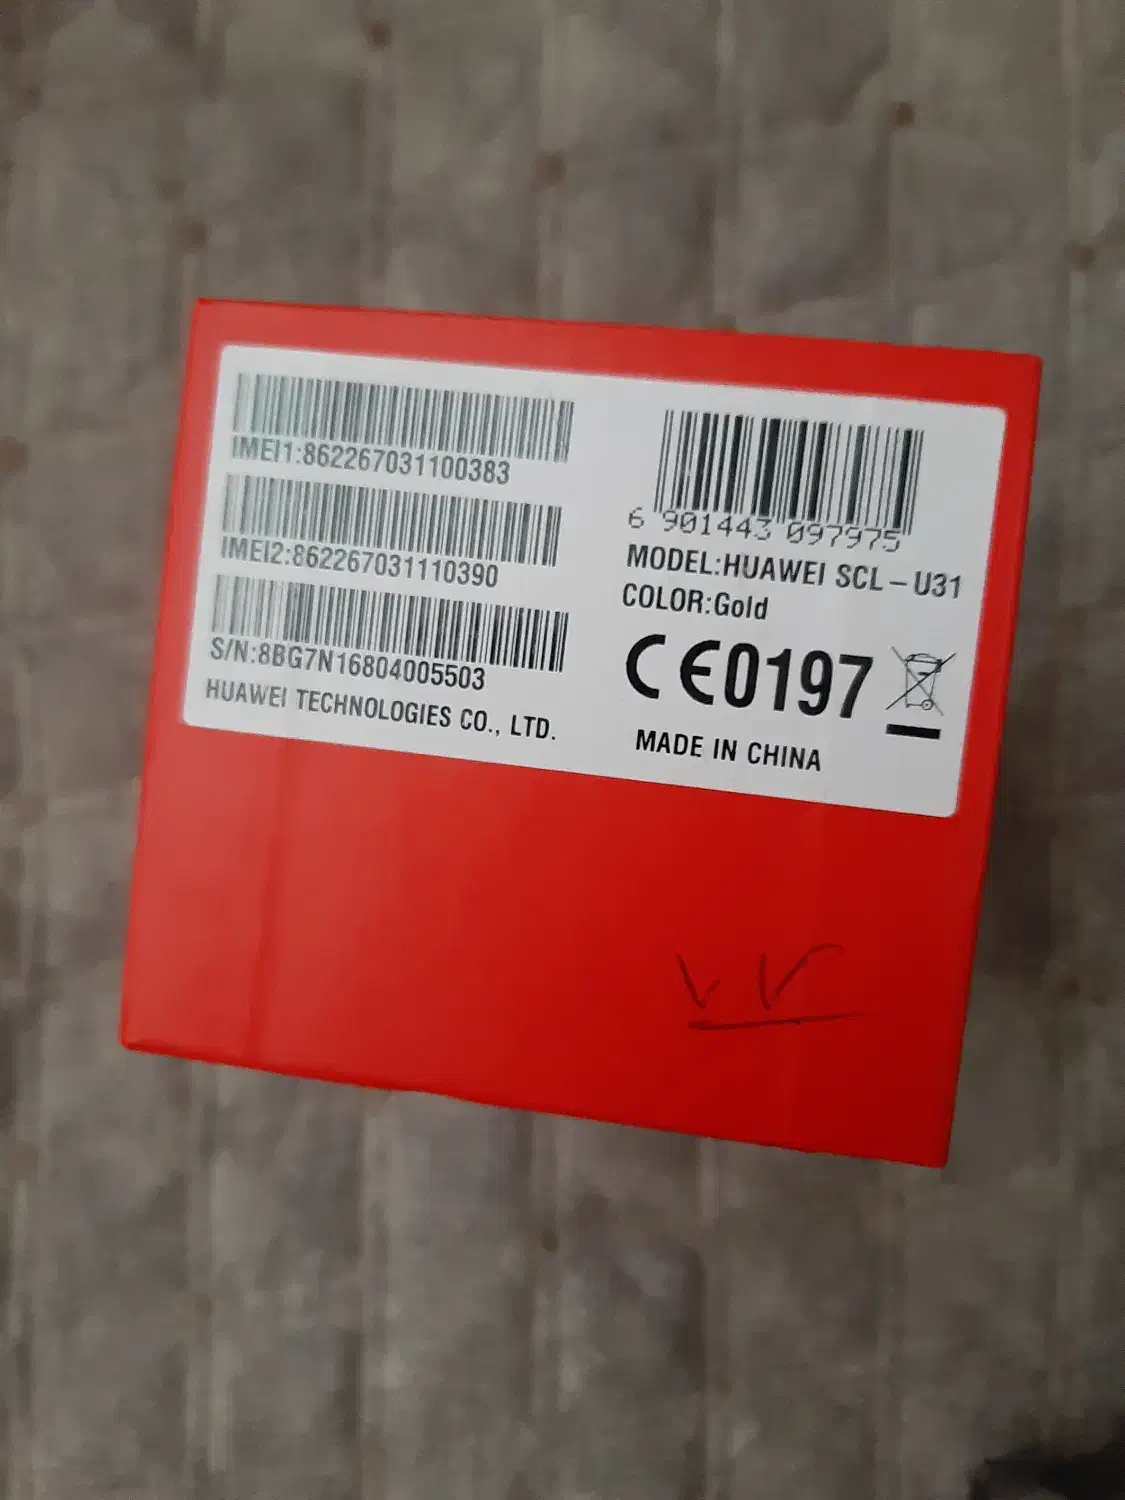 IMEI1:862267031100383
IMEI2:862267031110390
S/N:8BG7N16804005503
HUAWEI TECHNOLOGIES CO., LTD.
6 901443 097975
MODEL:HUAWEI SCL-U31
COLOR:Gold
CE0197
MADE IN CHINA